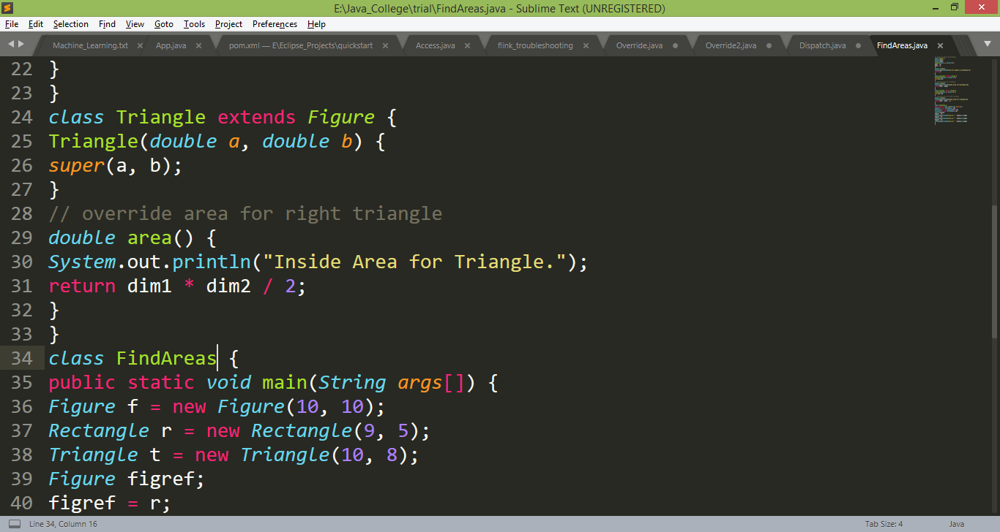 E:\Java_College\trial\FindAreas.java - Sublime Text (UNREGISTERED)
File Edit Selection Find View Goto Tools Project Preferences Help
Machine_Learning.txt App.java pom.xml — E\Eclipse_Projects\quickstart Access.java flink_troubleshooting Override.java Override2.java Dispatch.java FindAreas.java
22 }
23 }
24 class Triangle extends Figure {
25 Triangle(double a, double b) {
26 super(a, b);
27 }
28 // override area for right triangle
29 double area() {
30 System.out.println("Inside Area for Triangle.");
31 return dim1 * dim2 / 2;
32 }
33 }
34 class FindAreas {
35 public static void main(String args[]) {
36 Figure f = new Figure(10, 10);
37 Rectangle r = new Rectangle(9, 5);
38 Triangle t = new Triangle(10, 8);
39 Figure figref;
40 figref = r;
Line 34, Column 16 Tab Size: 4 Java